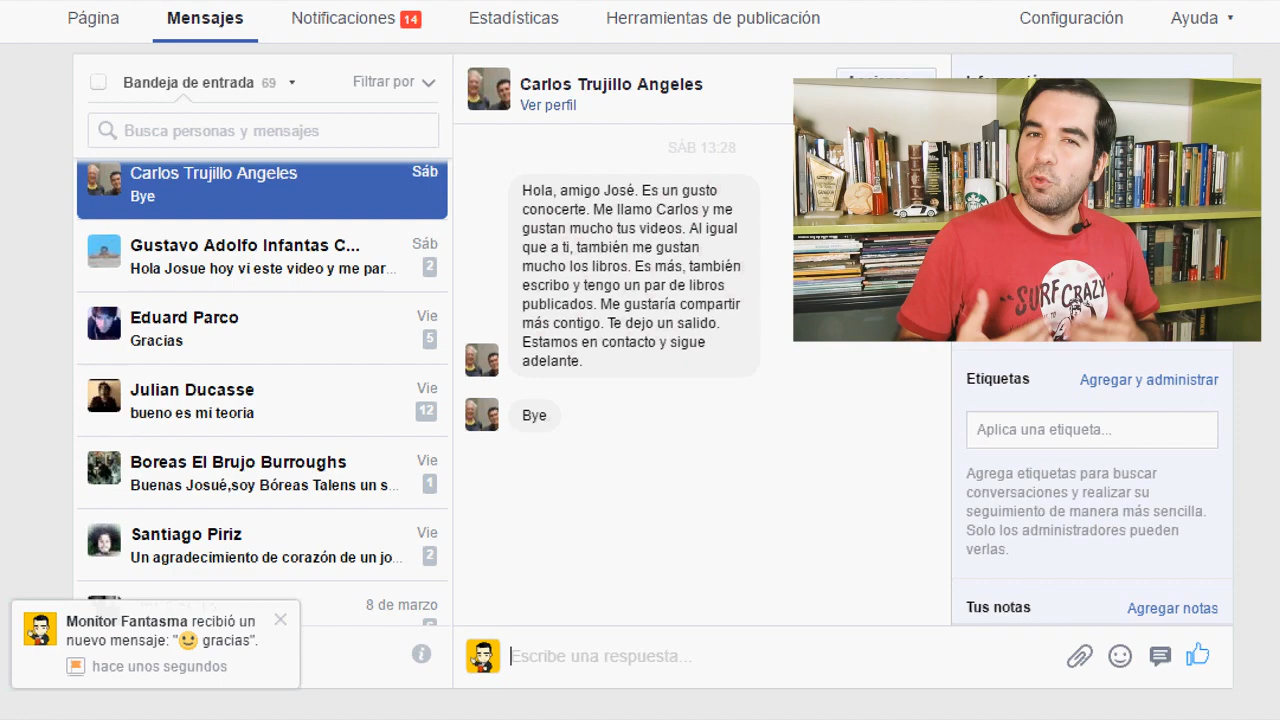 Página
Mensajes
Notificaciones 14
Estadísticas
Herramientas de publicación
Configuración
Ayuda
Bandeja de entrada 69
Filtrar por
Busca personas y mensajes
Carlos Trujillo Angeles
Sáb
Bye
Gustavo Adolfo Infantas C...
Sáb
Hola Josue hoy vi este video y me par...
2
Eduard Parco
Vie
Gracias
5
Julian Ducasse
Vie
bueno es mi teoria
12
Boreas El Brujo Burroughs
Vie
Buenas Josué,soy Bóreas Talens un s...
1
Santiago Piriz
Vie
Un agradecimiento de corazón de un jo...
2
8 de marzo
Monitor Fantasma recibió un
nuevo mensaje: "🙂 gracias".
hace unos segundos
Carlos Trujillo Angeles
Ver perfil
SÁB 13:28
Hola, amigo José. Es un gusto
conocerte. Me llamo Carlos y me
gustan mucho tus videos. Al igual
que a ti, también me gustan
mucho los libros. Es más, también
escribo y tengo un par de libros
publicados. Me gustaría compartir
más contigo. Te dejo un salido.
Estamos en contacto y sigue
adelante.
Bye
Escribe una respuesta...
"SURF CRAZY
Etiquetas
Agregar y administrar
Aplica una etiqueta...
Agrega etiquetas para buscar
conversaciones y realizar su
seguimiento de manera más sencilla.
Solo los administradores pueden
verlas.
Tus notas
Agregar notas